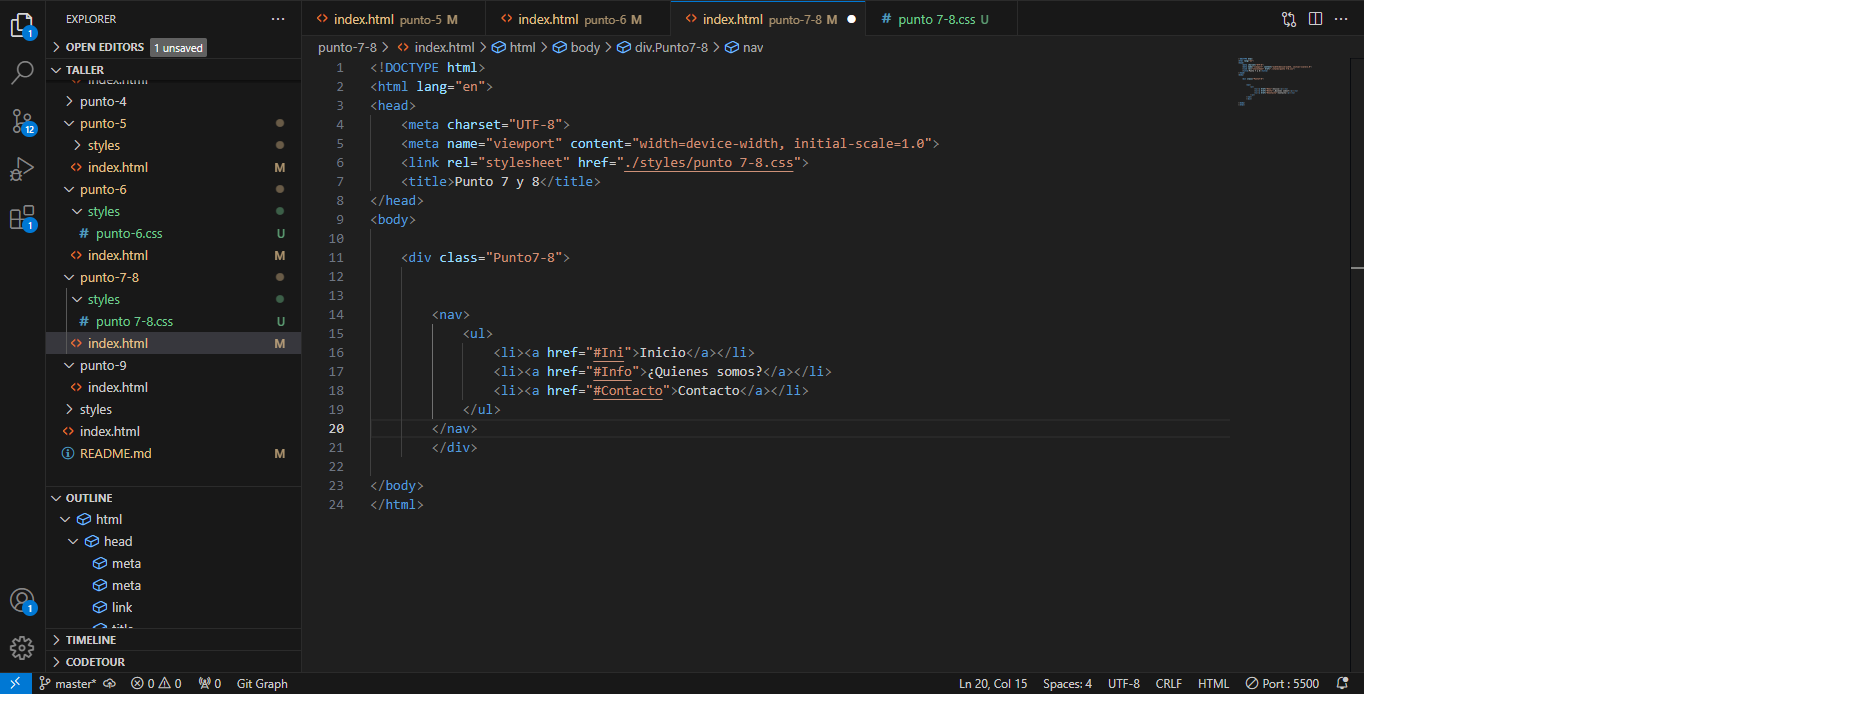 EXPLORER
OPEN EDITORS 1 unsaved
TALLER
index.html
punto-4
punto-5
styles
index.html M
punto-6
styles
# punto-6.css U
index.html M
punto-7-8
styles
# punto 7-8.css U
index.html M
punto-9
index.html
styles
index.html
README.md M
OUTLINE
html
head
meta
meta
link
title
TIMELINE
CODETOUR
index.html punto-5 M
index.html punto-6 M
index.html punto-7-8 M
# punto 7-8.css U
punto-7-8 > index.html > html > body > div.Punto7-8 > nav
1 <!DOCTYPE html>
2 <html lang="en">
3 <head>
4 <meta charset="UTF-8">
5 <meta name="viewport" content="width=device-width, initial-scale=1.0">
6 <link rel="stylesheet" href="./styles/punto 7-8.css">
7 <title>Punto 7 y 8</title>
8 </head>
9 <body>
10
11 <div class="Punto7-8">
12
13
14 <nav>
15 <ul>
16 <li><a href="#Ini">Inicio</a></li>
17 <li><a href="#Info">¿Quienes somos?</a></li>
18 <li><a href="#Contacto">Contacto</a></li>
19 </ul>
20 </nav>
21 </div>
22
23 </body>
24 </html>
1
12
1
1
master* 0 0 0 Git Graph Ln 20, Col 15 Spaces: 4 UTF-8 CRLF HTML Port : 5500